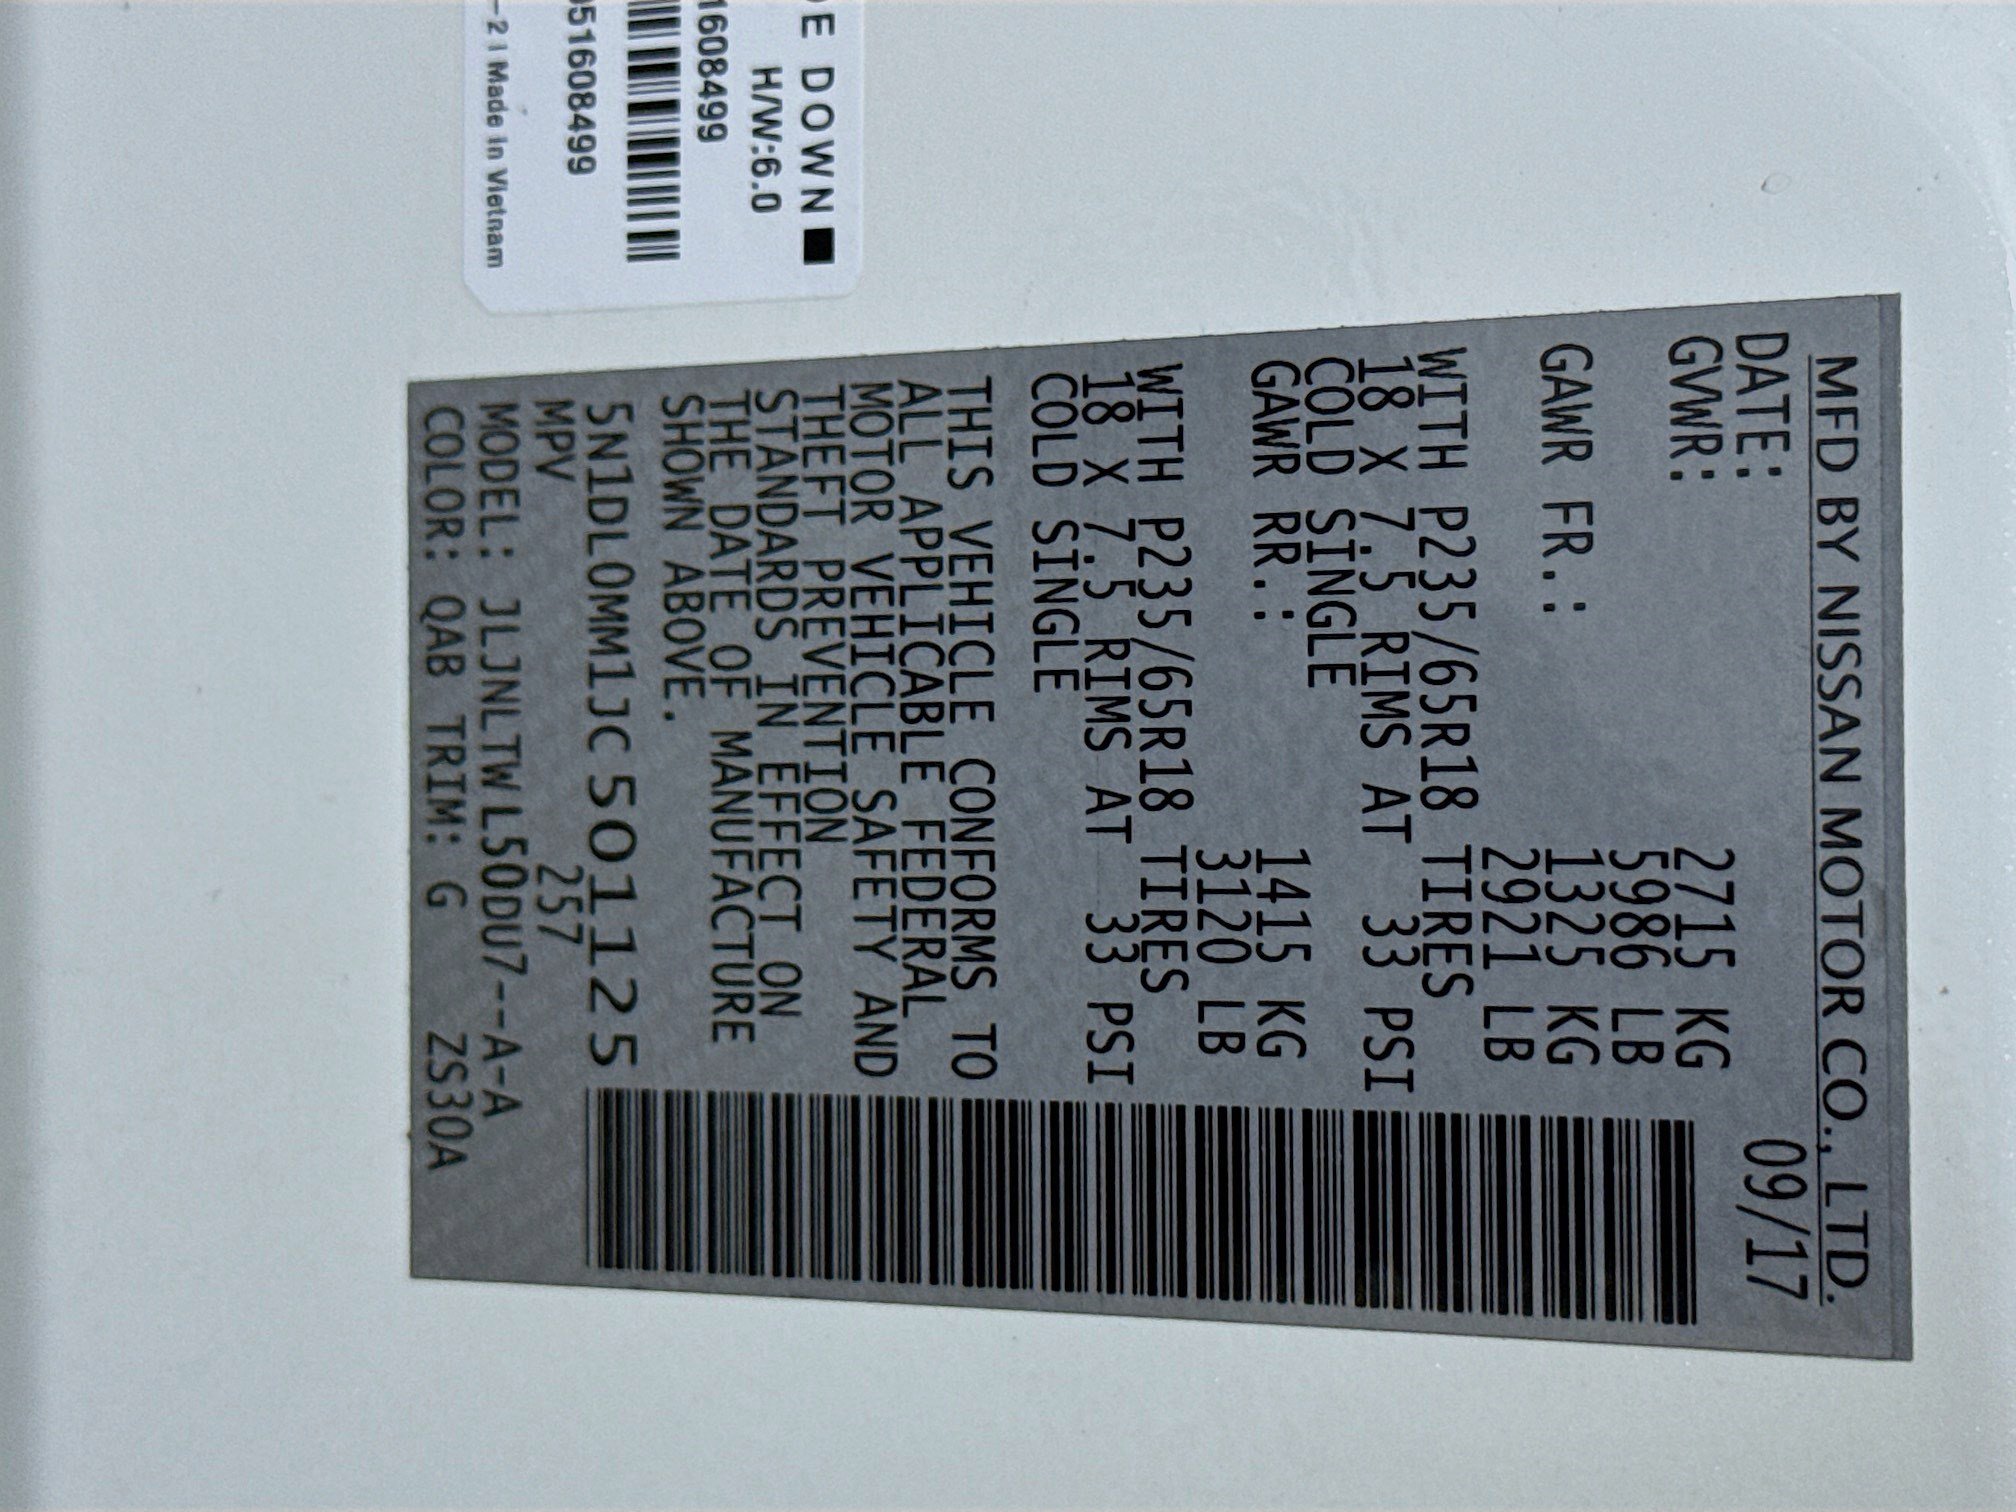 E DOWN
H/W:6.0
1608499
051608499
-2 I Made In Vietnam
MFD BY NISSAN MOTOR CO., LTD.
DATE: 09/17
GVWR: 2715 KG
5986 LB
GAWR FR.: 1325 KG
2921 LB
WITH P235/65R18 TIRES
18 X 7.5 RIMS AT 33 PSI
COLD SINGLE
GAWR RR.: 1415 KG
3120 LB
WITH P235/65R18 TIRES
18 X 7.5 RIMS AT 33 PSI
COLD SINGLE
THIS VEHICLE CONFORMS TO
ALL APPLICABLE FEDERAL
MOTOR VEHICLE SAFETY AND
THEFT PREVENTION
STANDARDS IN EFFECT ON
THE DATE OF MANUFACTURE
SHOWN ABOVE.
5N1DL0MM1JC 501125
MPV 257
MODEL: JLJNLTWL50DU7--A-A
COLOR: QAB TRIM: G ZS30A